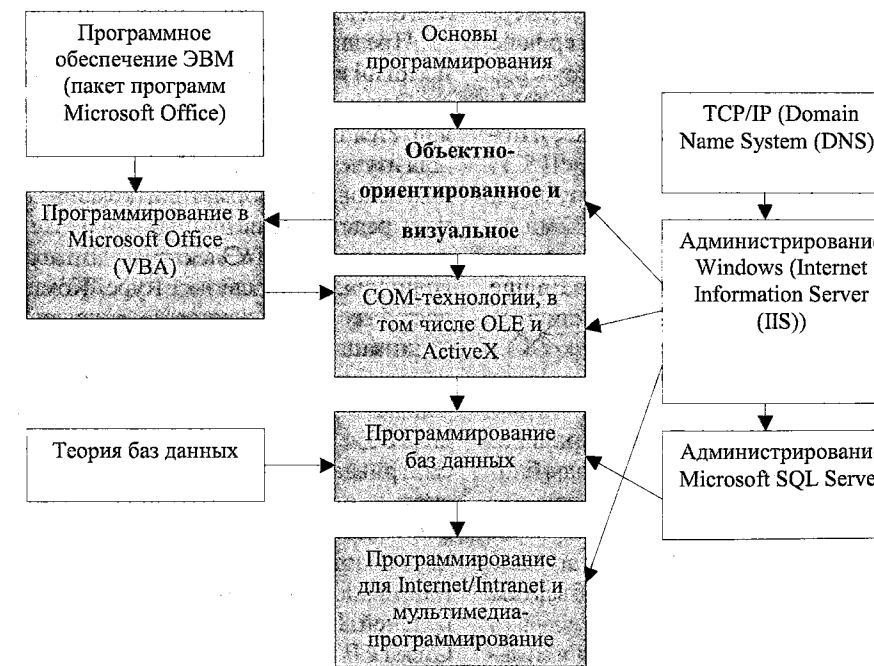 Программное
обеспечение ЭВМ
(пакет программ
Microsoft Office)
Основы
программирования
TCP/IP (Domain
Name System (DNS)
Объектно-
ориентированное и
визуальное
Программирование в
Microsoft Office
(VBA)
Администрировани
Windows (Internet
Information Server
(IIS))
COM-технологии, в
том числе OLE и
ActiveX
Программирование
баз данных
Теория баз данных
Администрировани
Microsoft SQL Serve
Программирование
для Internet/Intranet и
мультимедиа-
программирование